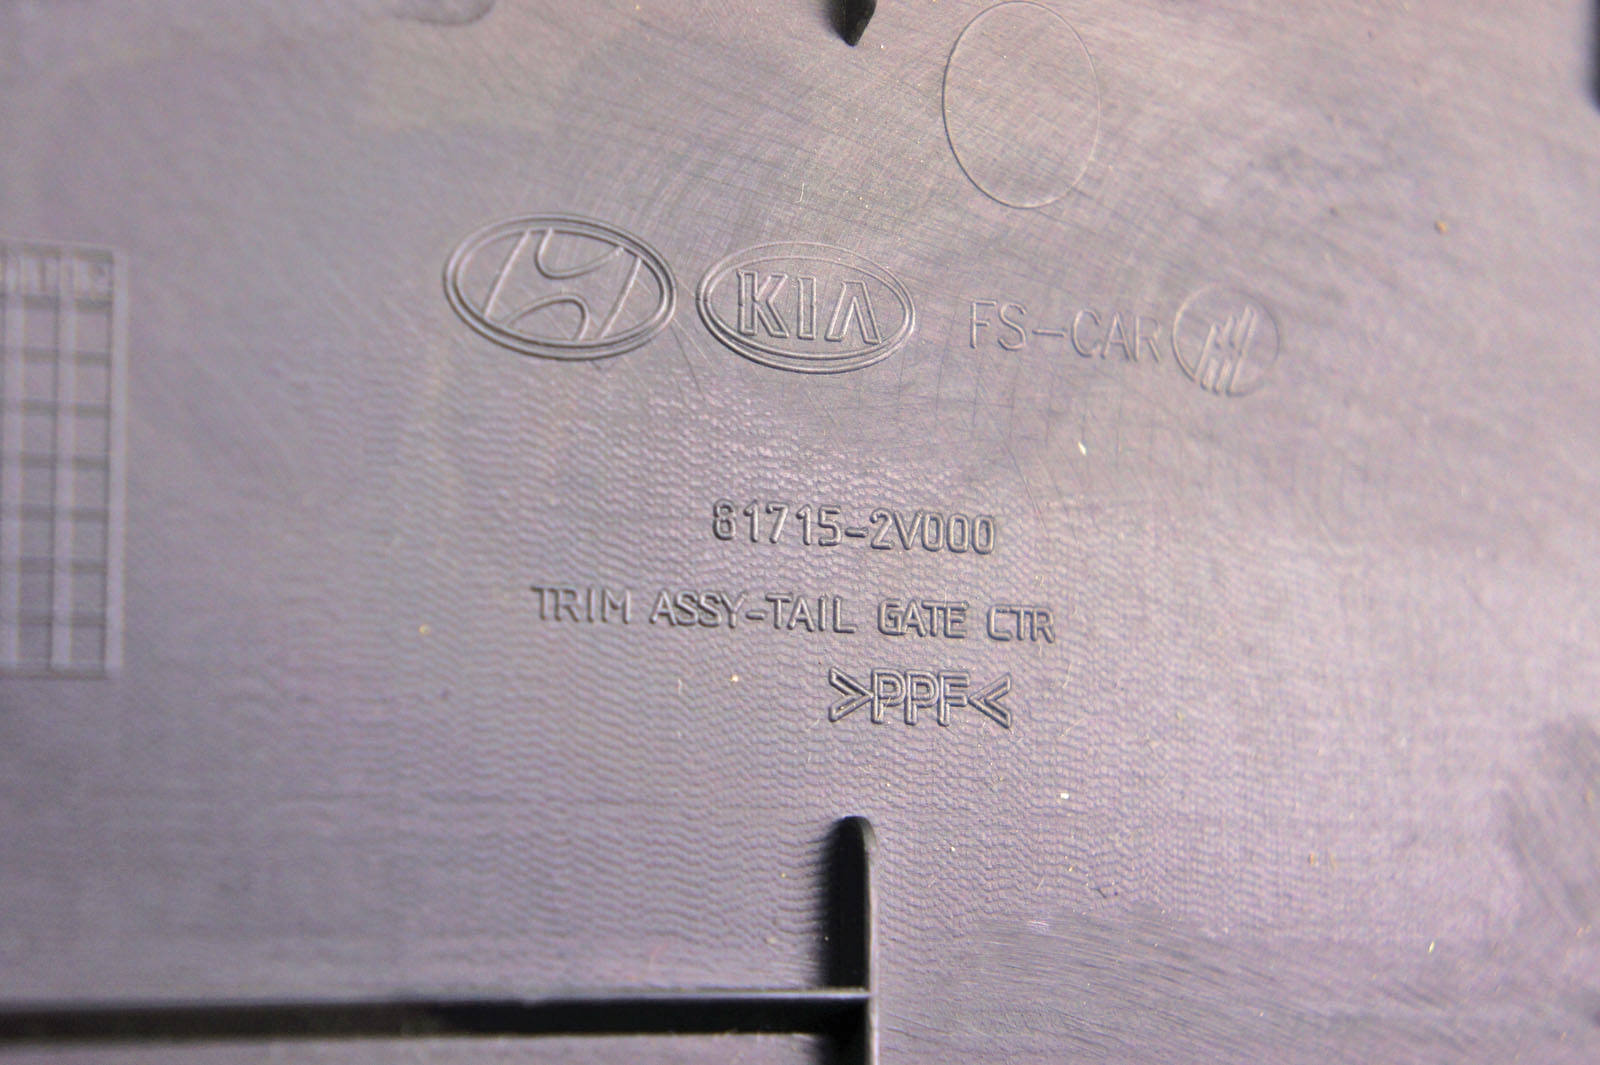 KIA FS-CAR
81715-2V000
TRIM ASSY-TAIL GATE CTR
>PPF<